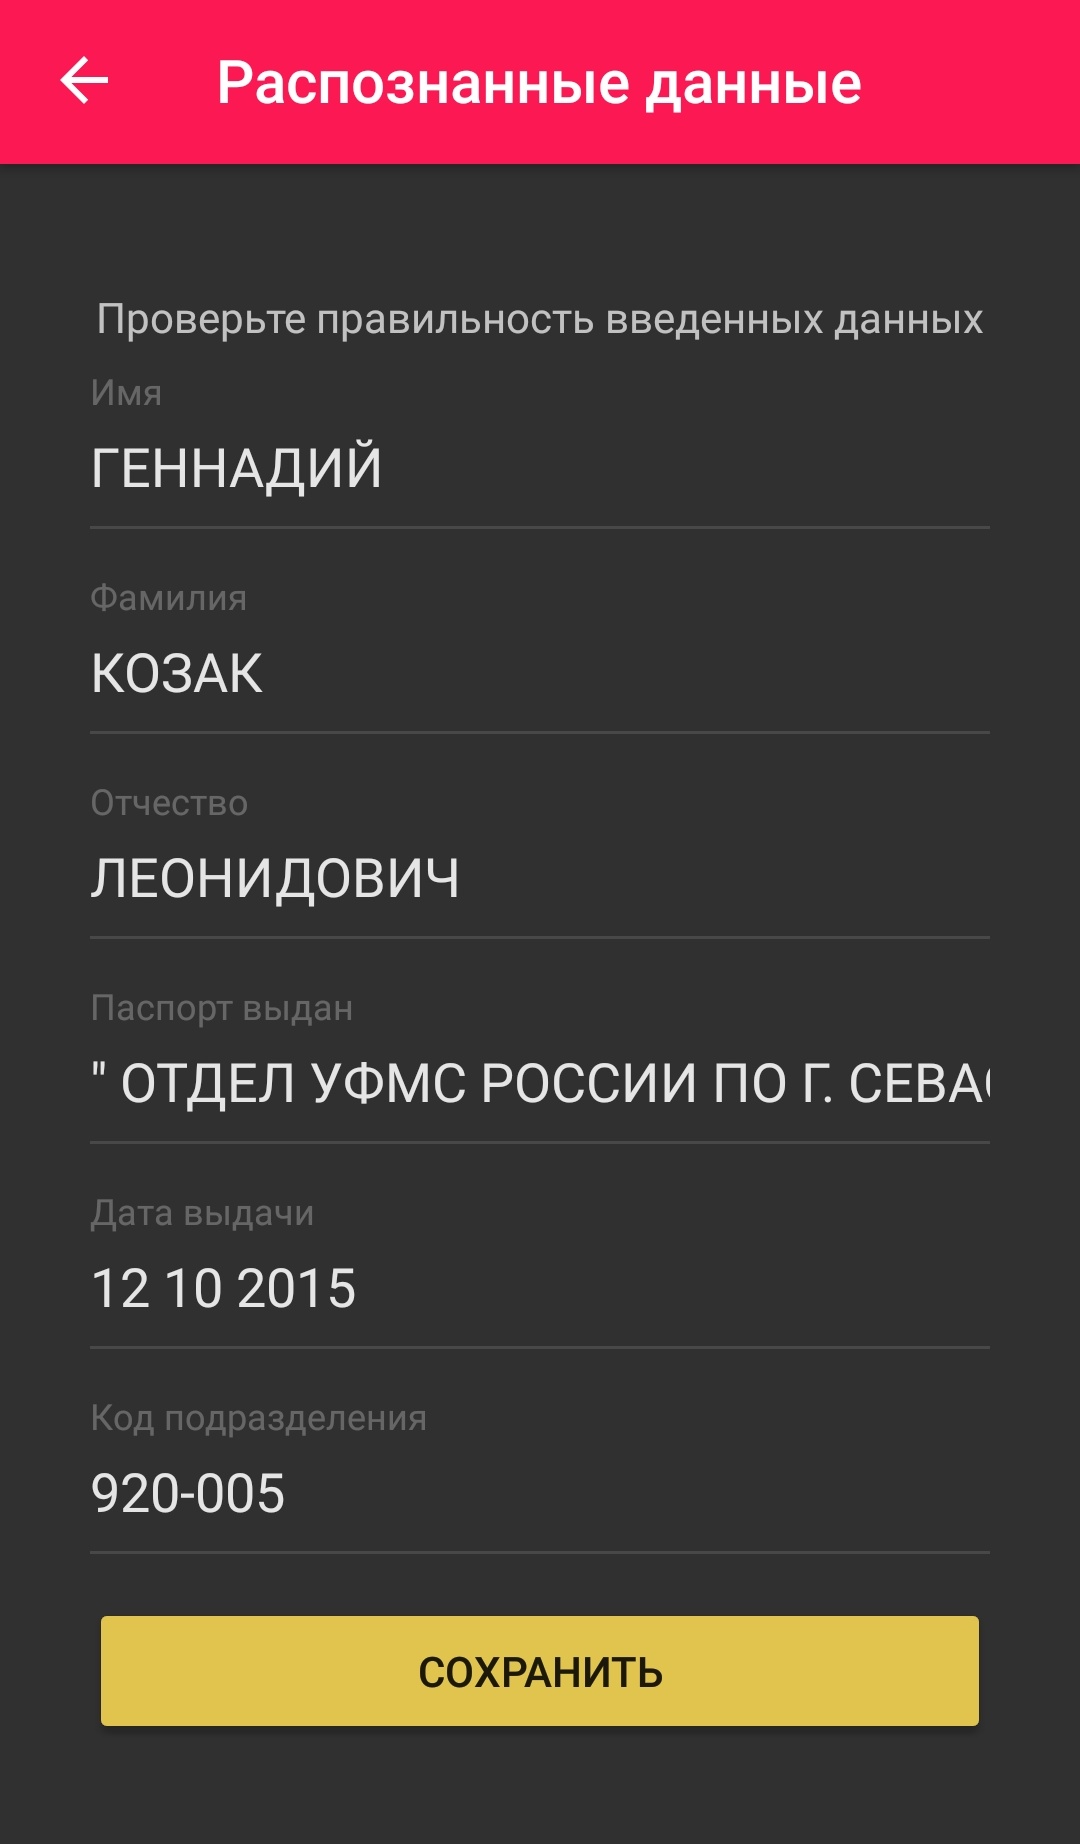 Распознанные данные
Проверьте правильность введенных данных
Имя
ГЕННАДИЙ
Фамилия
КОЗАК
Отчество
ЛЕОНИДОВИЧ
Паспорт выдан
" ОТДЕЛ УФМС РОССИИ ПО Г. СЕВА
Дата выдачи
12 10 2015
Код подразделения
920-005
СОХРАНИТЬ